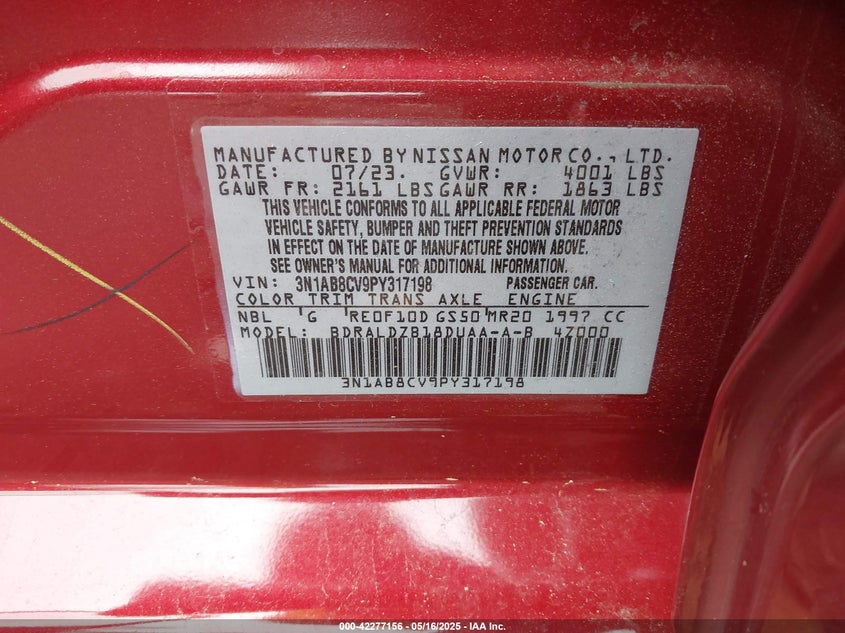 MANUFACTURED BY NISSAN MOTOR CO., LTD.
DATE: 07/23. GVWR: 4001 LBS
GAWR FR: 2161 LBS GAWR RR: 1863 LBS
THIS VEHICLE CONFORMS TO ALL APPLICABLE FEDERAL MOTOR
VEHICLE SAFETY, BUMPER AND THEFT PREVENTION STANDARDS
IN EFFECT ON THE DATE OF MANUFACTURE SHOWN ABOVE.
SEE OWNER'S MANUAL FOR ADDITIONAL INFORMATION.
VIN: 3N1AB8CV9PY317198 PASSENGER CAR.
COLOR TRIM TRANS AXLE ENGINE
NBL G RE0F10D GS50 MR20 1997 CC
MODEL: BDRALDZB18DUAA-A-B 47000
3N1AB8CV9PY317198
000-42277156 - 05/16/2025 - IAA Inc.